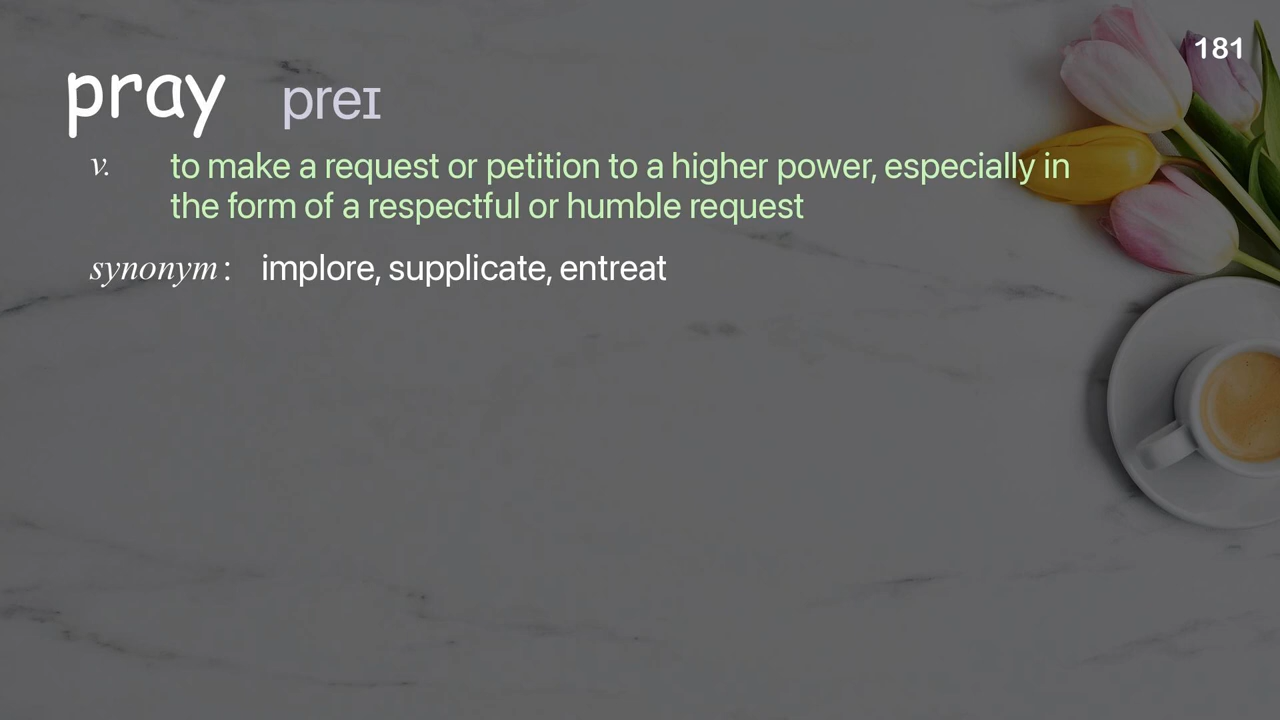 181
pray preɪ
v. to make a request or petition to a higher power, especially in
the form of a respectful or humble request
synonym: implore, supplicate, entreat